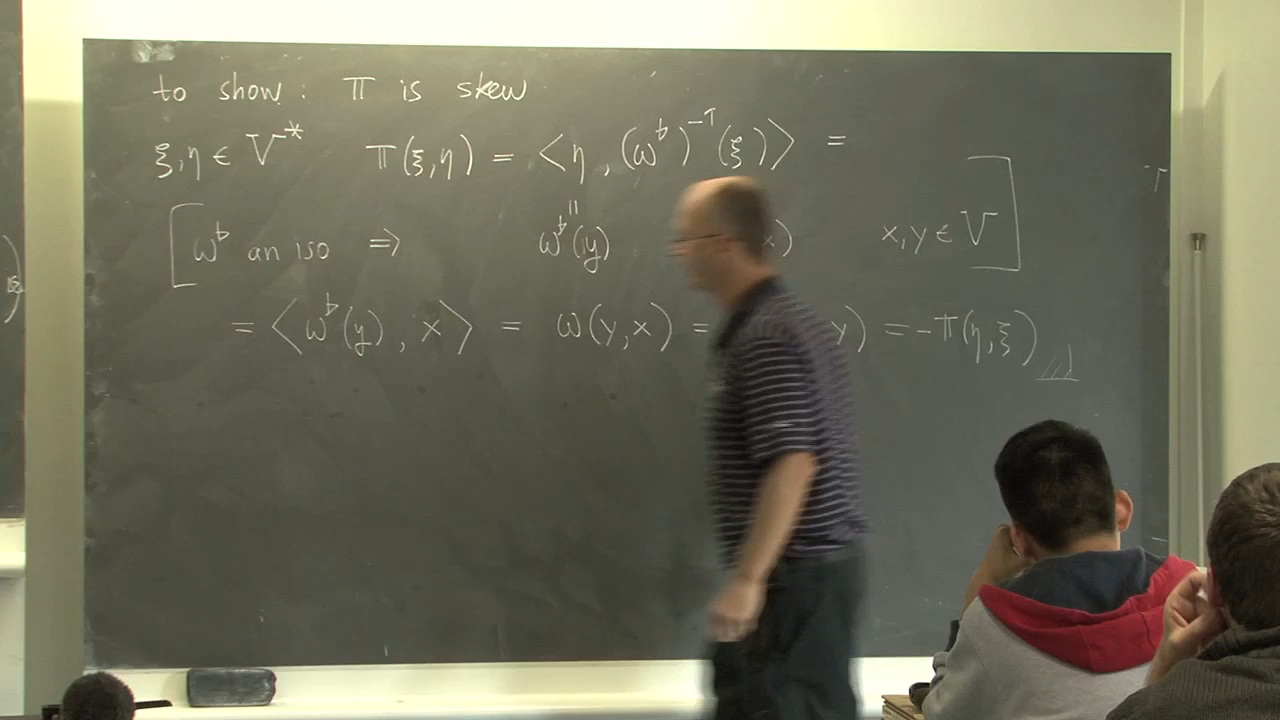 to show : π is skew
ξ,η ∈ V* π(ξ,η) = ⟨η , (ω♭)⁻¹(ξ)⟩ =
[ω♭ an iso ⇒ ω♭(y) x) x,y ∈ V]
= ⟨ω♭(y) , x⟩ = ω(y,x) = y) = -π(η,ξ)